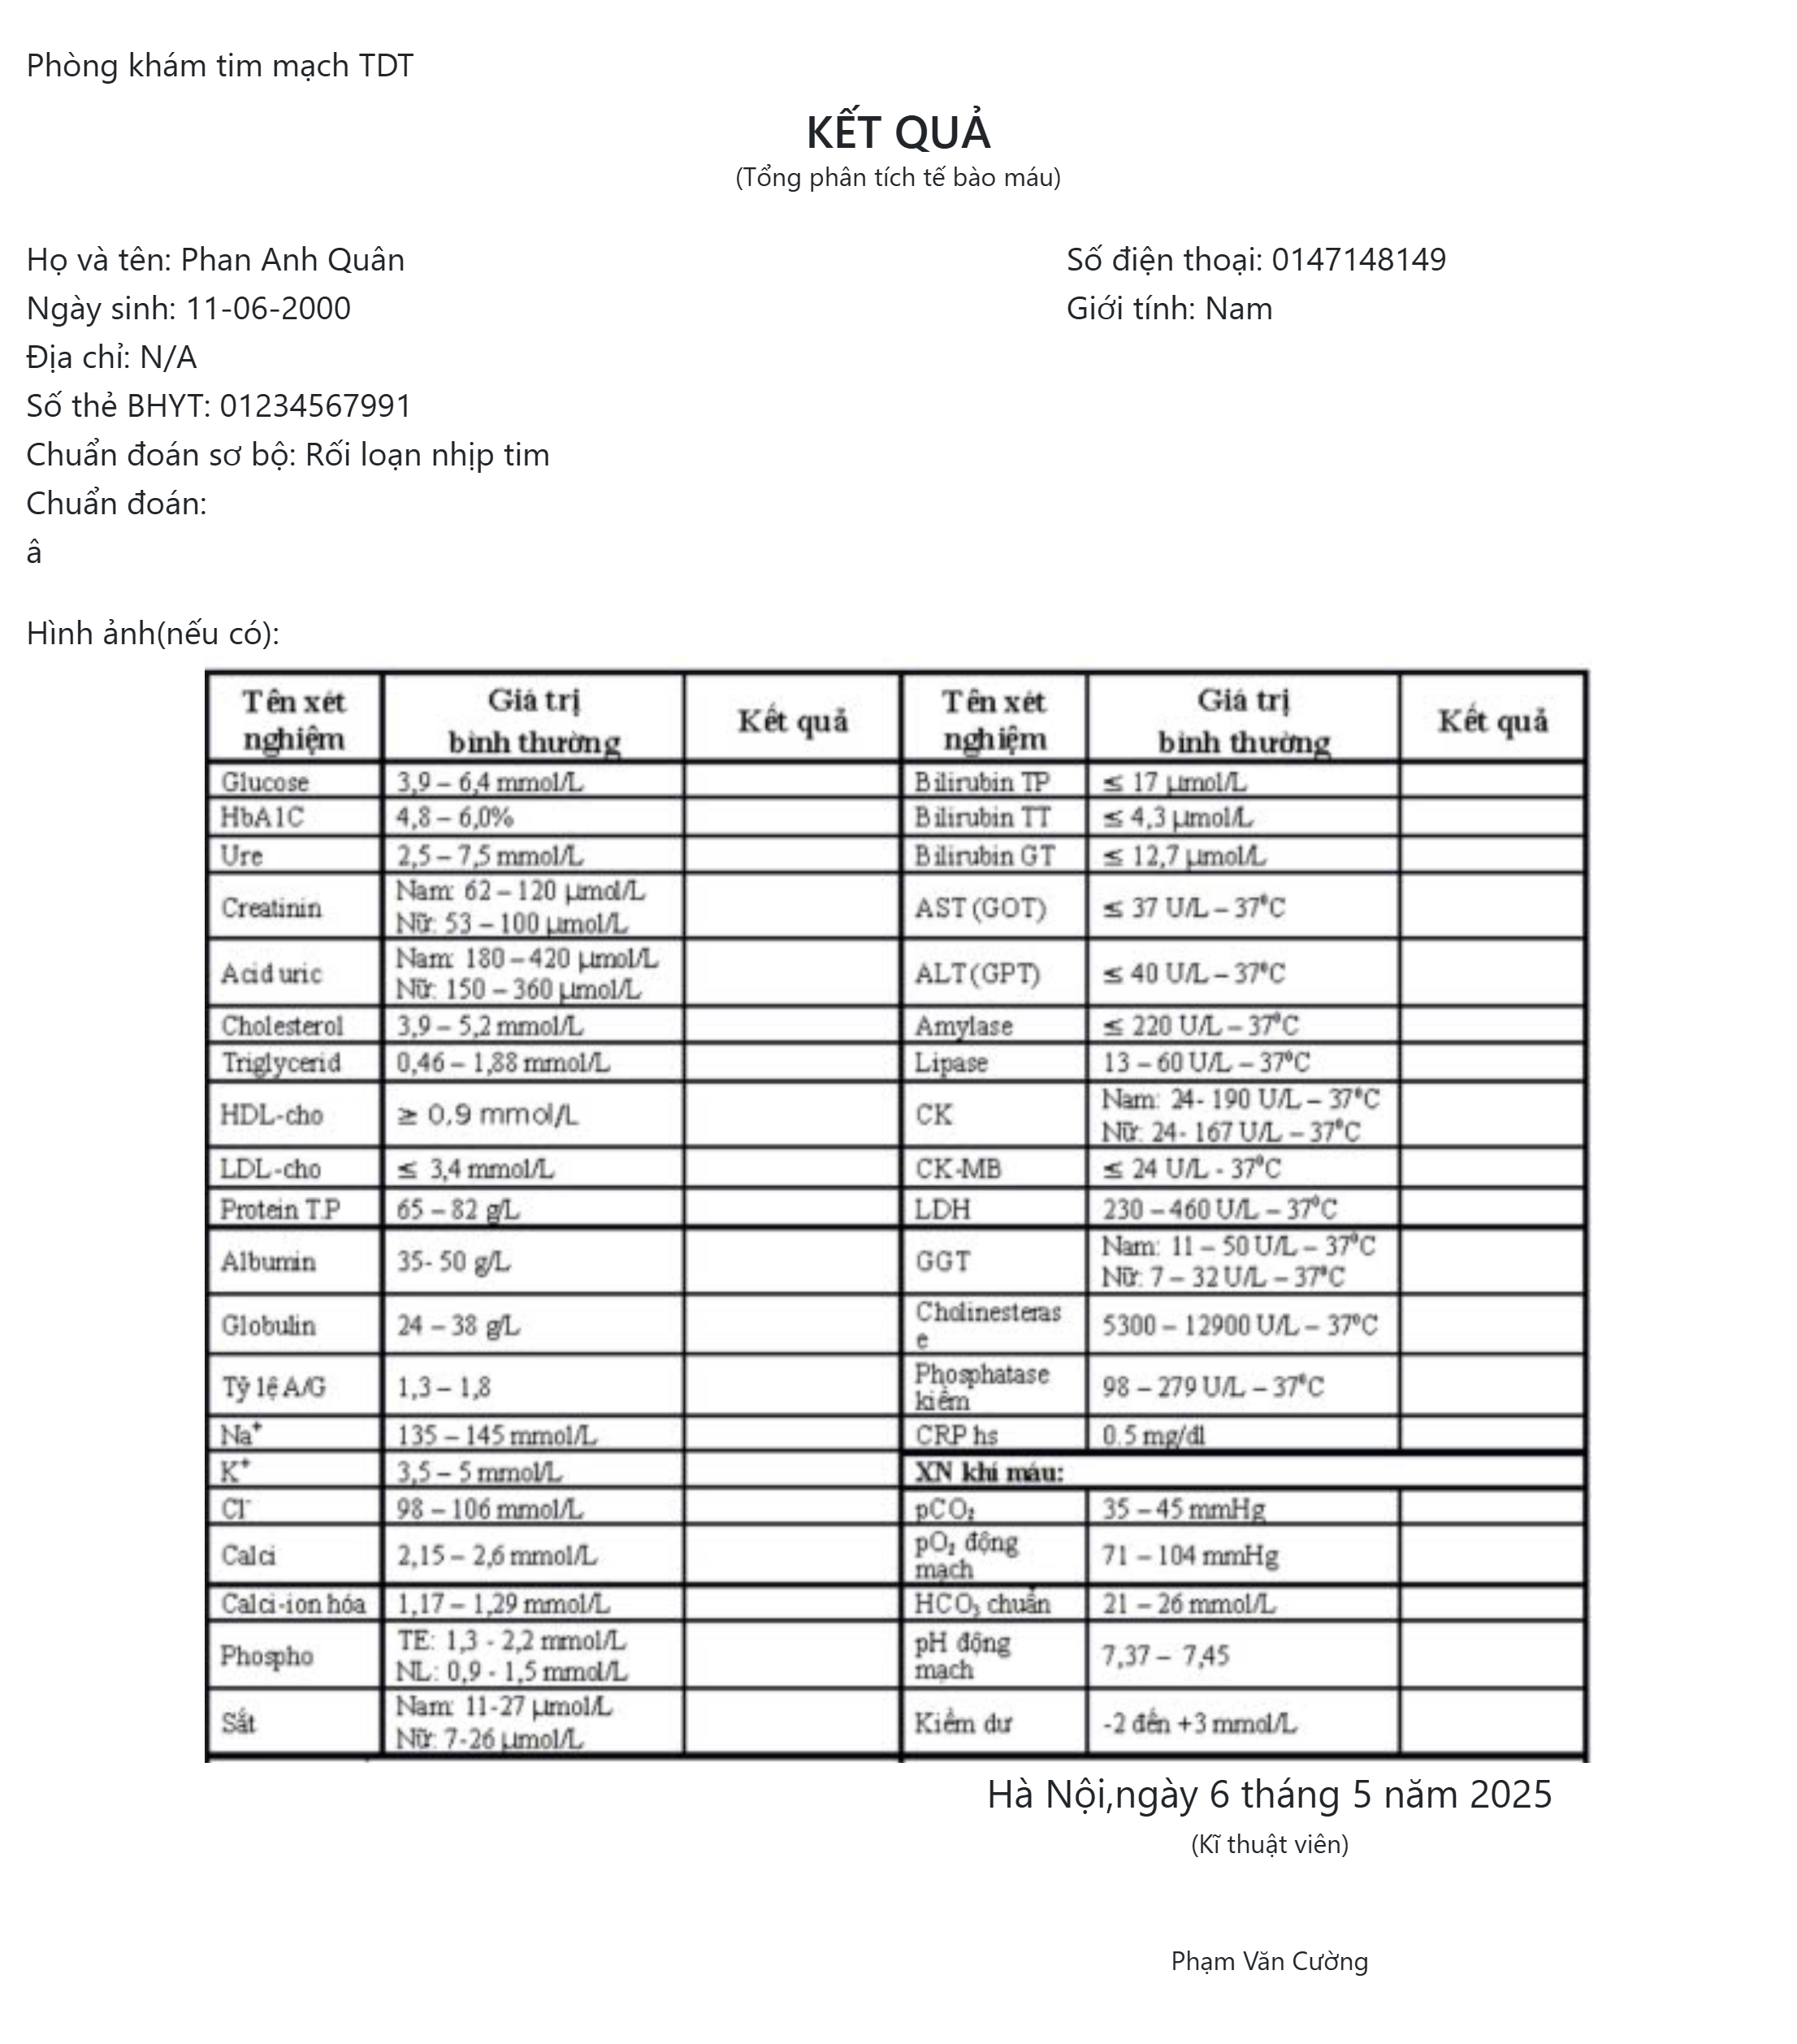 Phòng khám tim mạch TDT
KẾT QUẢ
(Tổng phân tích tế bào máu)
Họ và tên: Phan Anh Quân
Số điện thoại: 0147148149
Ngày sinh: 11-06-2000
Giới tính: Nam
Địa chỉ: N/A
Số thẻ BHYT: 01234567991
Chuẩn đoán sơ bộ: Rối loạn nhịp tim
Chuẩn đoán:
â
Hình ảnh(nếu có):
Tên xét nghiệm Giá trị bình thường Kết quả Tên xét nghiệm Giá trị bình thường Kết quả
Glucose 3,9 – 6,4 mmol/L Bilirubin TP ≤ 17 µmol/L
HbA1C 4,8 – 6,0% Bilirubin TT ≤ 4,3 µmol/L
Ure 2,5 – 7,5 mmol/L Bilirubin GT ≤ 12,7 µmol/L
Creatinin Nam: 62 – 120 µmol/L Nữ: 53 – 100 µmol/L AST (GOT) ≤ 37 U/L – 37⁰C
Acid uric Nam: 180 – 420 µmol/L Nữ: 150 – 360 µmol/L ALT (GPT) ≤ 40 U/L – 37⁰C
Cholesterol 3,9 – 5,2 mmol/L Amylase ≤ 220 U/L – 37⁰C
Triglycerid 0,46 – 1,88 mmol/L Lipase 13 – 60 U/L – 37⁰C
HDL-cho ≥ 0,9 mmol/L CK Nam: 24- 190 U/L – 37⁰C Nữ: 24- 167 U/L – 37⁰C
LDL-cho ≤ 3,4 mmol/L CK-MB ≤ 24 U/L - 37⁰C
Protein T.P 65 – 82 g/L LDH 230 – 460 U/L – 37⁰C
Albumin 35- 50 g/L GGT Nam: 11 – 50 U/L – 37⁰C Nữ: 7 – 32 U/L – 37⁰C
Globulin 24 – 38 g/L Cholinesterase 5300 – 12900 U/L – 37⁰C
Tỷ lệ A/G 1,3 – 1,8 Phosphatase kiềm 98 – 279 U/L – 37⁰C
Na⁺ 135 – 145 mmol/L CRP hs 0.5 mg/dl
K⁺ 3,5 – 5 mmol/L XN khí máu:
Cl⁻ 98 – 106 mmol/L pCO₂ 35 – 45 mmHg
Calci 2,15 – 2,6 mmol/L pO₂ động mạch 71 – 104 mmHg
Calci-ion hóa 1,17 – 1,29 mmol/L HCO₃ chuẩn 21 – 26 mmol/L
Phospho TE: 1,3 - 2,2 mmol/L NL: 0,9 - 1,5 mmol/L pH động mạch 7,37 – 7,45
Sắt Nam: 11-27 µmol/L Nữ: 7-26 µmol/L Kiềm dư -2 đến +3 mmol/L
Hà Nội,ngày 6 tháng 5 năm 2025
(Kĩ thuật viên)
Phạm Văn Cường